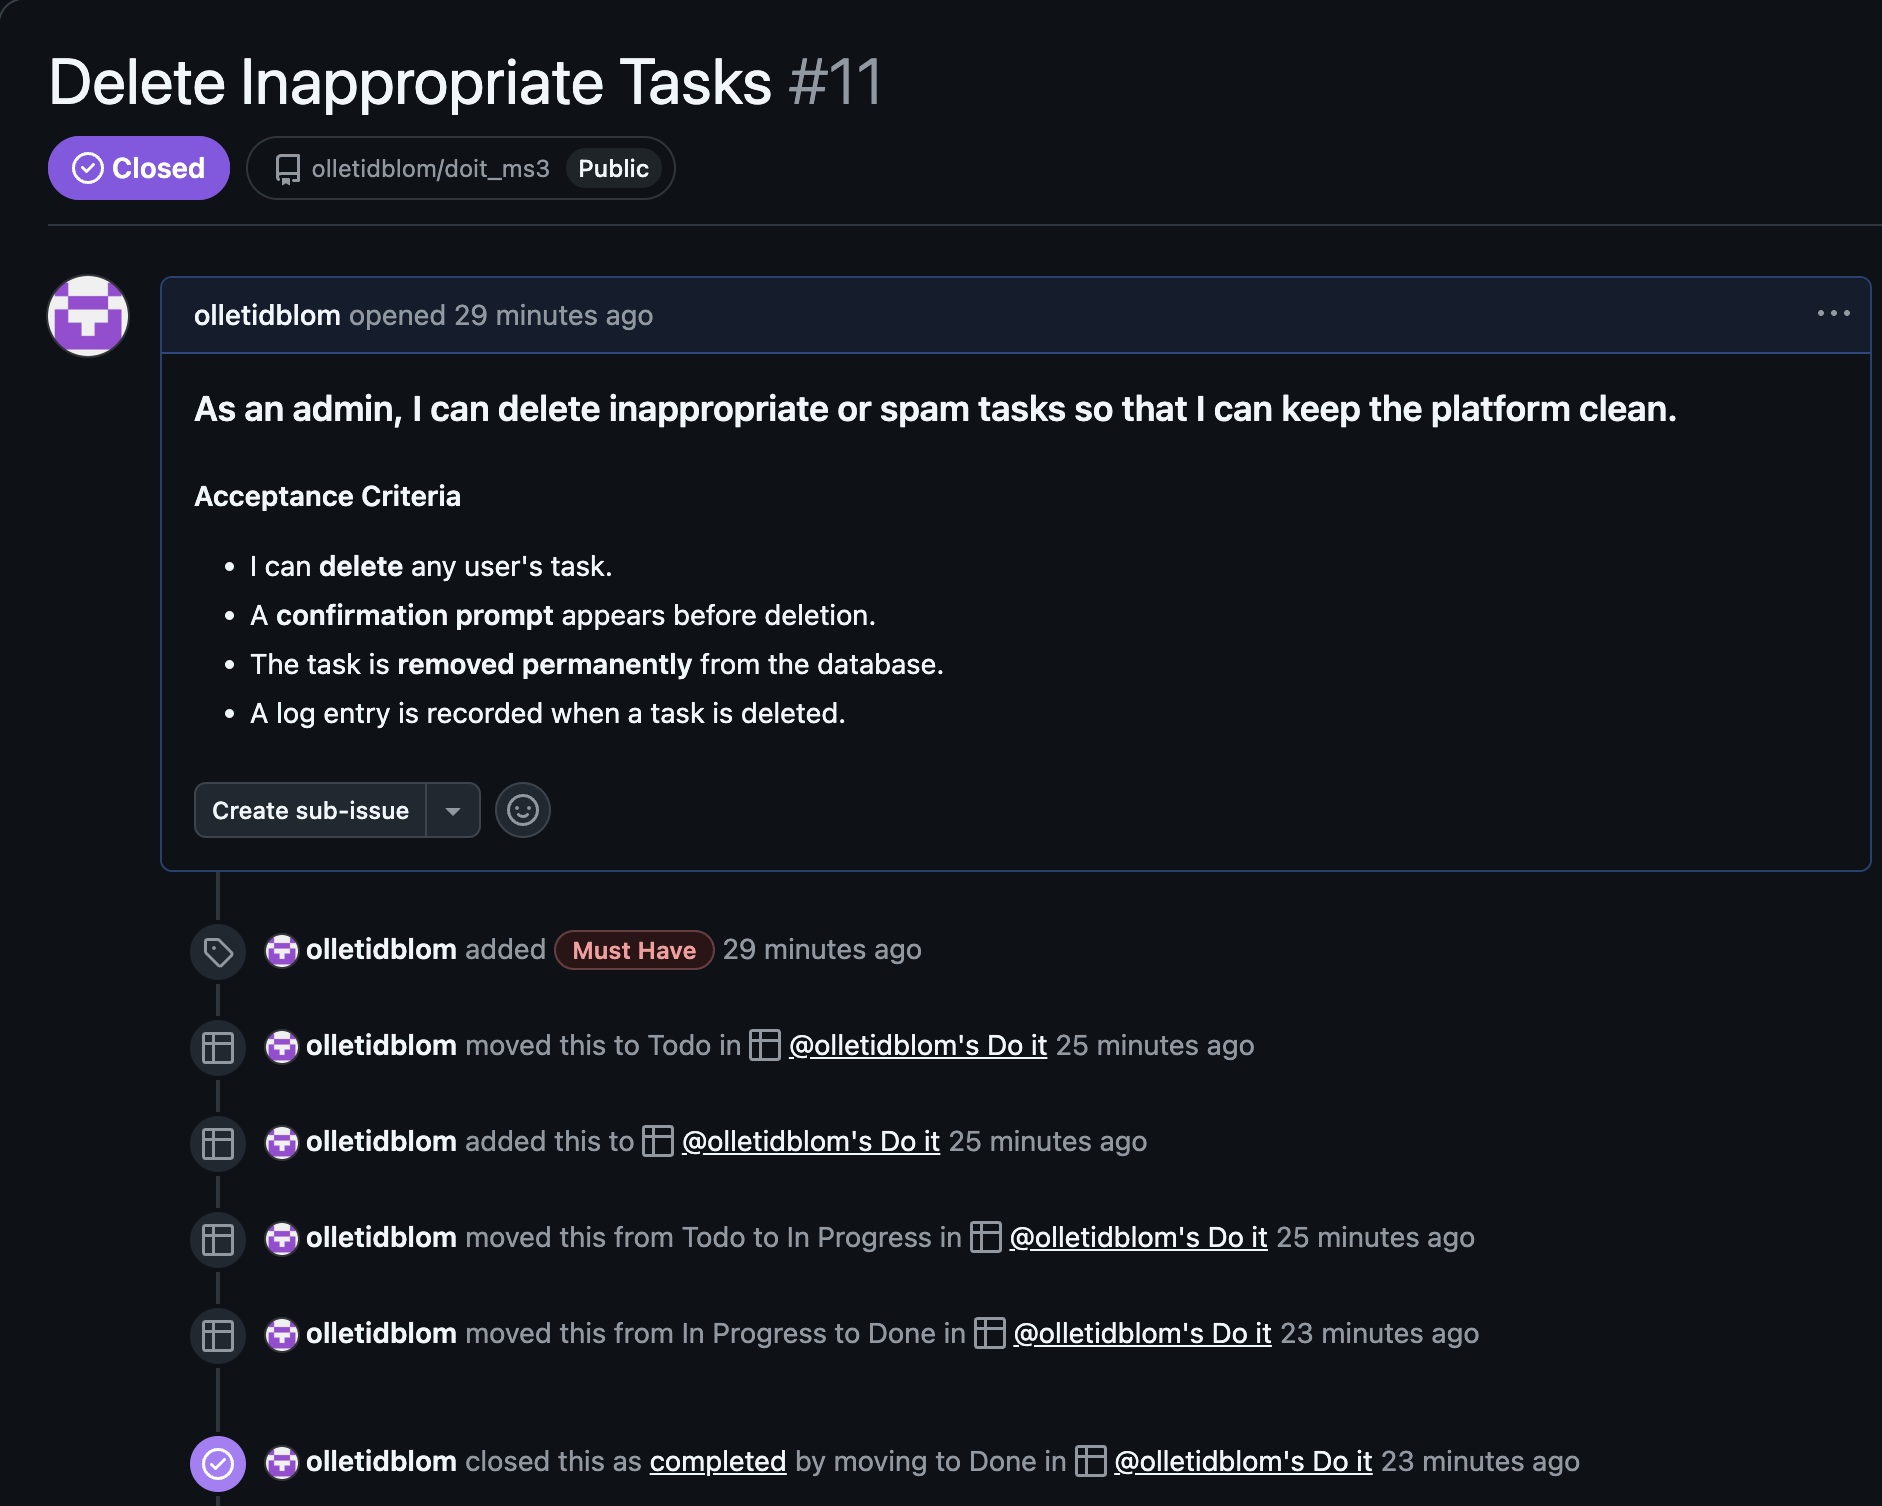 Delete Inappropriate Tasks #11
Closed
olletidblom/doit_ms3 Public
olletidblom opened 29 minutes ago
As an admin, I can delete inappropriate or spam tasks so that I can keep the platform clean.
Acceptance Criteria
• I can delete any user's task.
• A confirmation prompt appears before deletion.
• The task is removed permanently from the database.
• A log entry is recorded when a task is deleted.
Create sub-issue
olletidblom added Must Have 29 minutes ago
olletidblom moved this to Todo in @olletidblom's Do it 25 minutes ago
olletidblom added this to @olletidblom's Do it 25 minutes ago
olletidblom moved this from Todo to In Progress in @olletidblom's Do it 25 minutes ago
olletidblom moved this from In Progress to Done in @olletidblom's Do it 23 minutes ago
olletidblom closed this as completed by moving to Done in @olletidblom's Do it 23 minutes ago